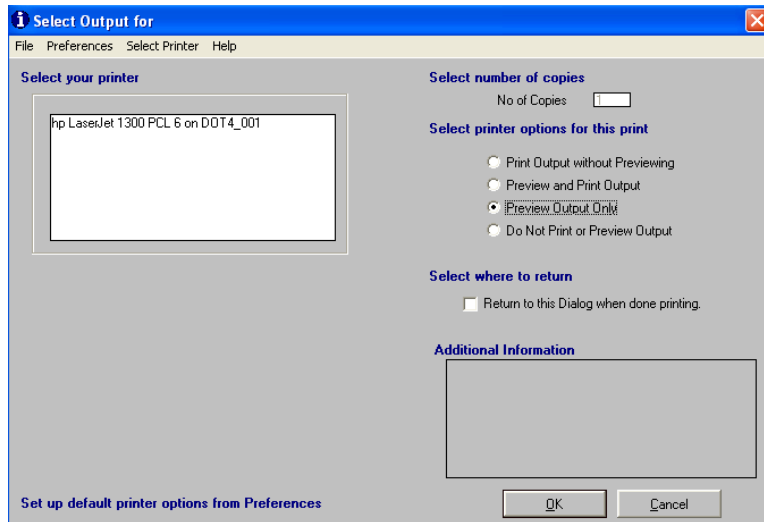 Select Output for
File Preferences Select Printer Help
Select your printer
hp LaserJet 1300 PCL 6 on DOT4_001
Select number of copies
No of Copies 1
Select printer options for this print
Print Output without Previewing
Preview and Print Output
Preview Output Only
Do Not Print or Preview Output
Select where to return
Return to this Dialog when done printing.
Additional Information
Set up default printer options from Preferences
OK Cancel